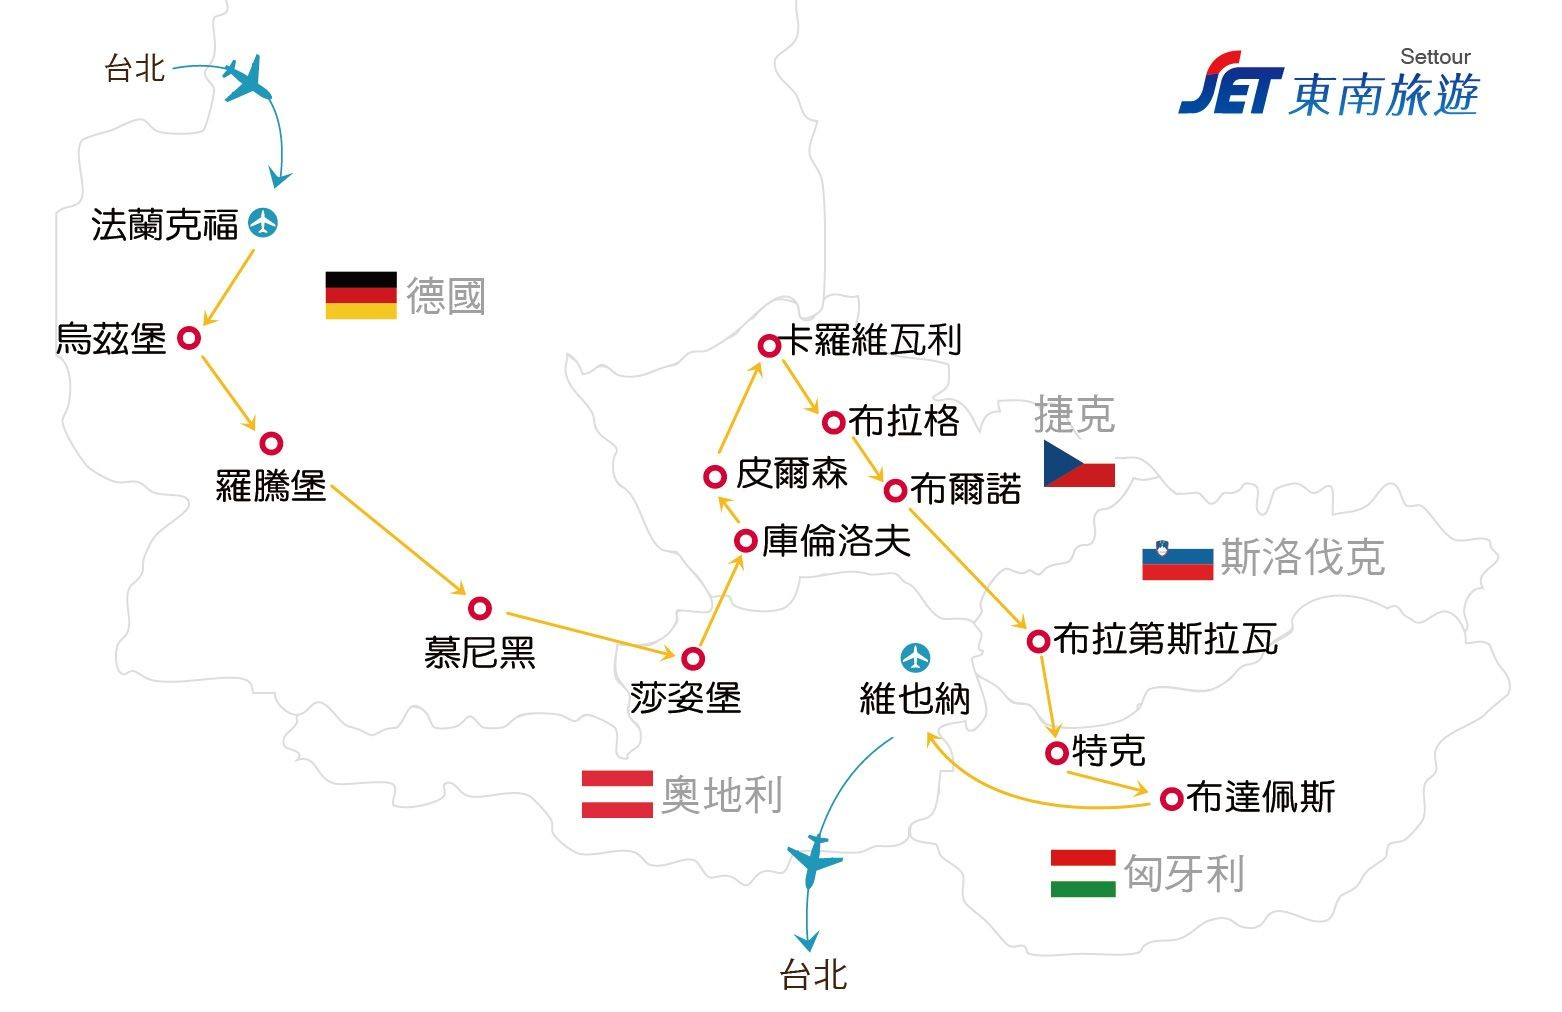 台北
Settour
JET 東南旅遊
法蘭克福
德國
烏茲堡
卡羅維瓦利
捷克
布拉格
羅騰堡
皮爾森
布爾諾
庫倫洛夫
斯洛伐克
慕尼黑
布拉第斯拉瓦
莎姿堡
維也納
特克
奧地利
布達佩斯
匈牙利
台北